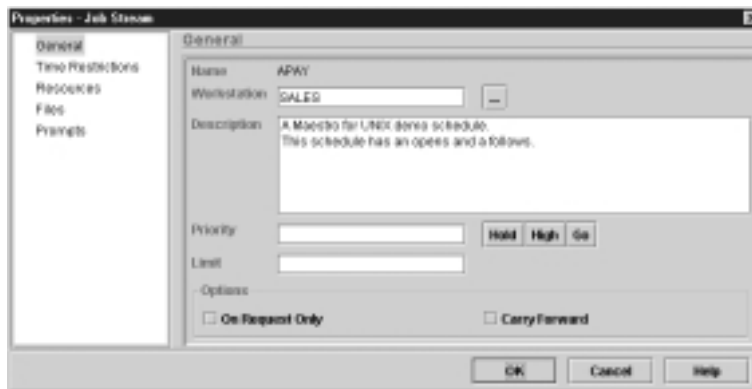 Properties - Job Stream
General
Time Restrictions
Resources
Files
Prompts
General
Name APAY
Workstation SALES ...
Description A Maestro for UNIX demo schedule.
This schedule has an opens and a follows.
Priority Hold High Go
Limit
Options
On Request Only Carry Forward
OK Cancel Help